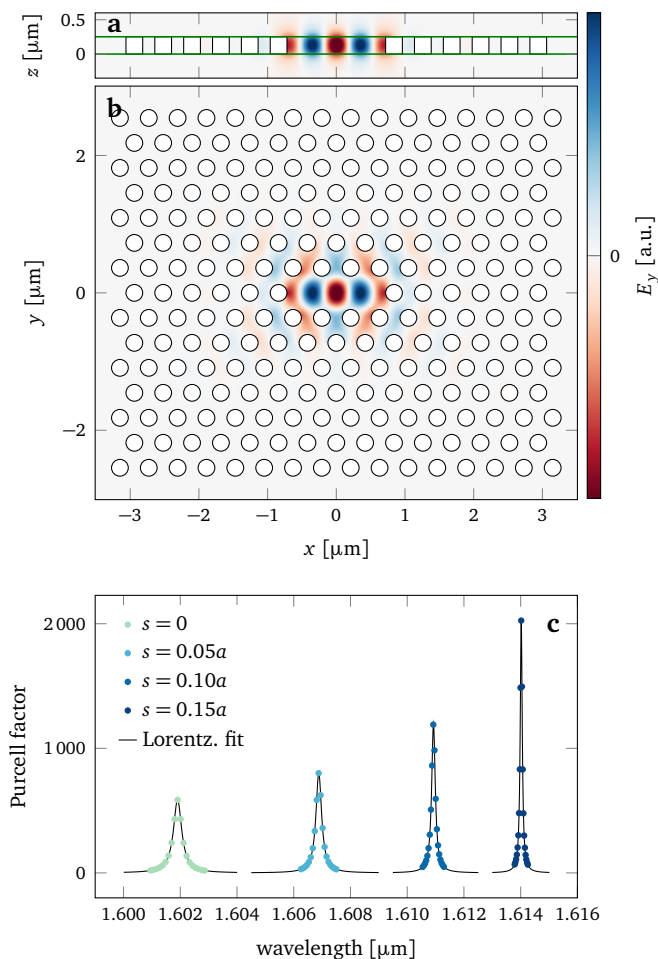 a
0.5
0
z [μm]
b
2
0
−2
y [μm]
−3
−2
−1
0
1
2
3
x [μm]
0
E_y [a.u.]
c
2 000
1 000
0
Purcell factor
s = 0
s = 0.05a
s = 0.10a
s = 0.15a
Lorentz. fit
1.600
1.602
1.604
1.606
1.608
1.610
1.612
1.614
1.616
wavelength [μm]